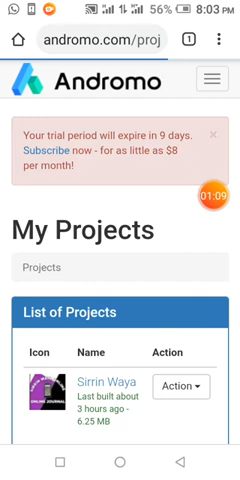 56% 8:03 PM
andromo.com/proj
1
Andromo
Your trial period will expire in 9 days.
Subscribe now - for as little as $8
per month!
×
01:09
My Projects
Projects
List of Projects
Icon Name Action
Sirrin Waya
Last built about
3 hours ago -
6.25 MB
Action
ONLINE JOURNAL